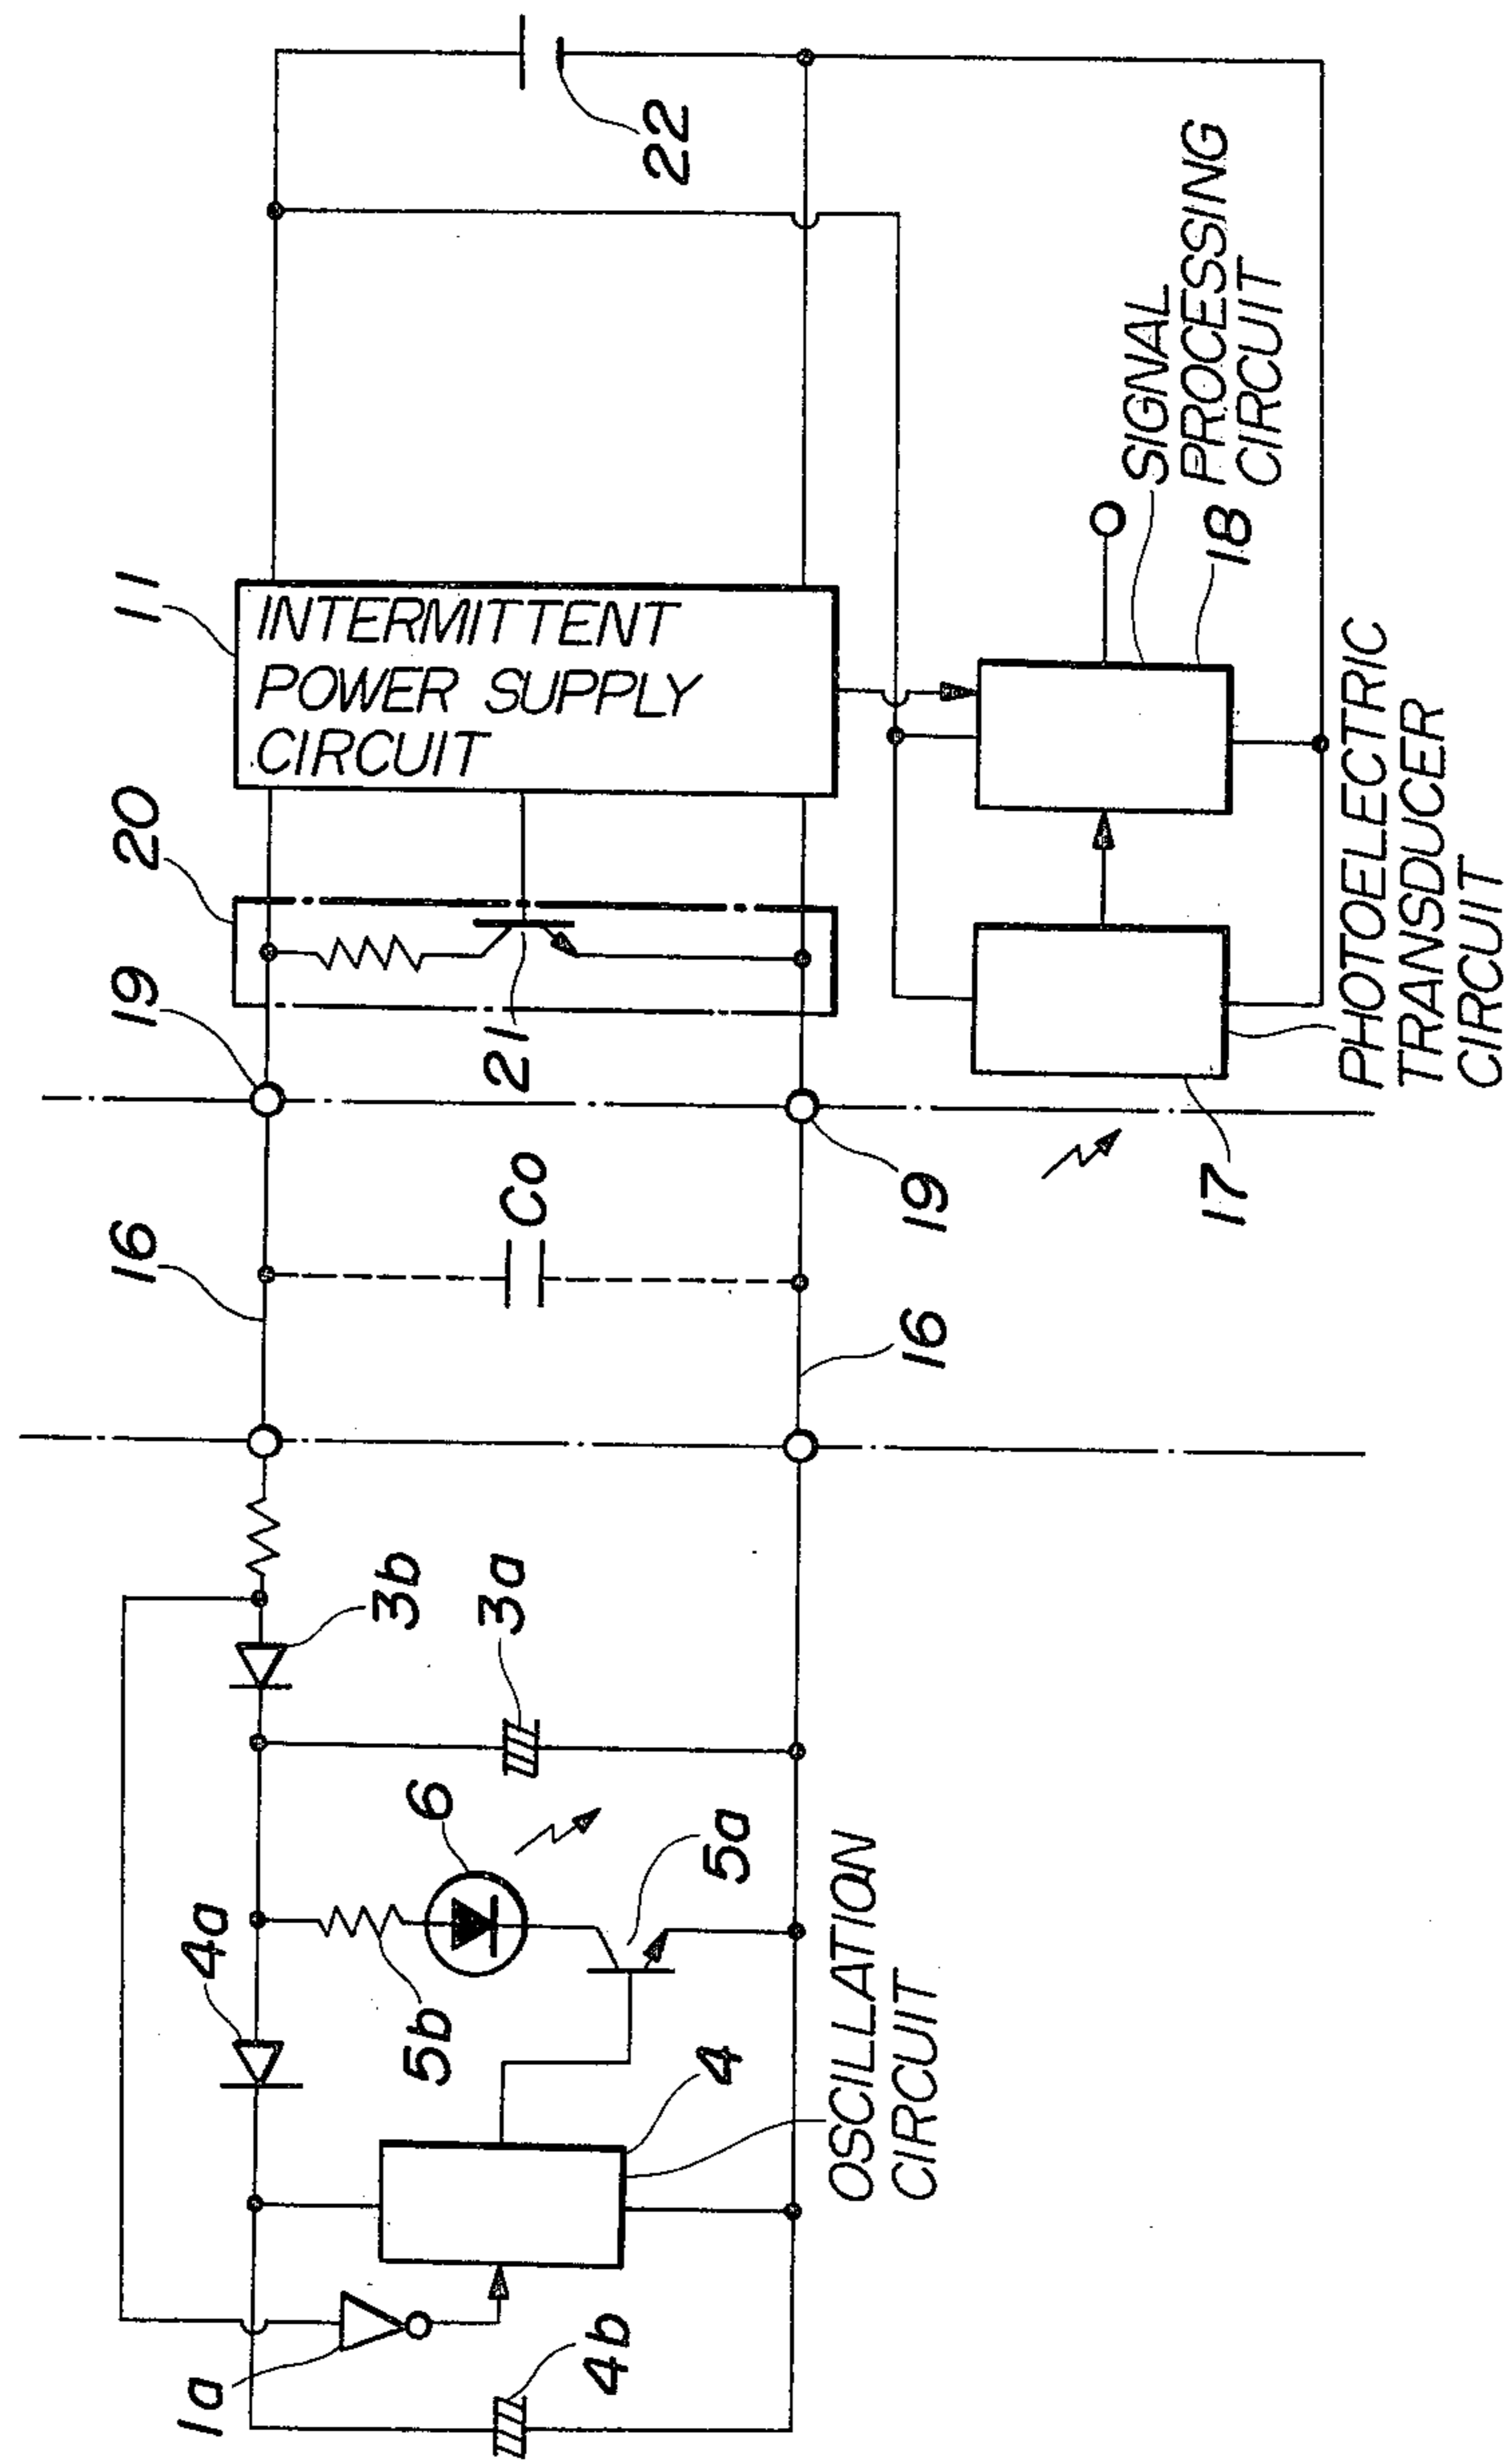 11
INTERMITTENT
POWER SUPPLY
CIRCUIT
22
20
21
19
19
16
16
Co
SIGNAL
PROCESSING
CIRCUIT
18
PHOTOELECTRIC
TRANSDUCER
CIRCUIT
17
3b
3a
6
5a
5b
4a
4
OSCILLATION
CIRCUIT
1a
4b